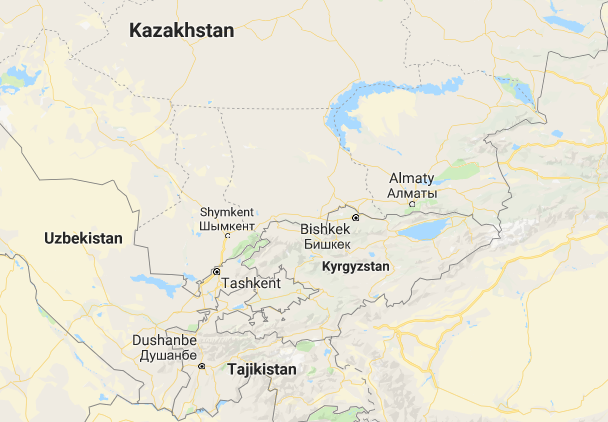 Kazakhstan
Almaty
Алматы
Shymkent
Шымкент
Bishkek
Бишкек
Uzbekistan
Kyrgyzstan
Tashkent
Dushanbe
Душанбе
Tajikistan